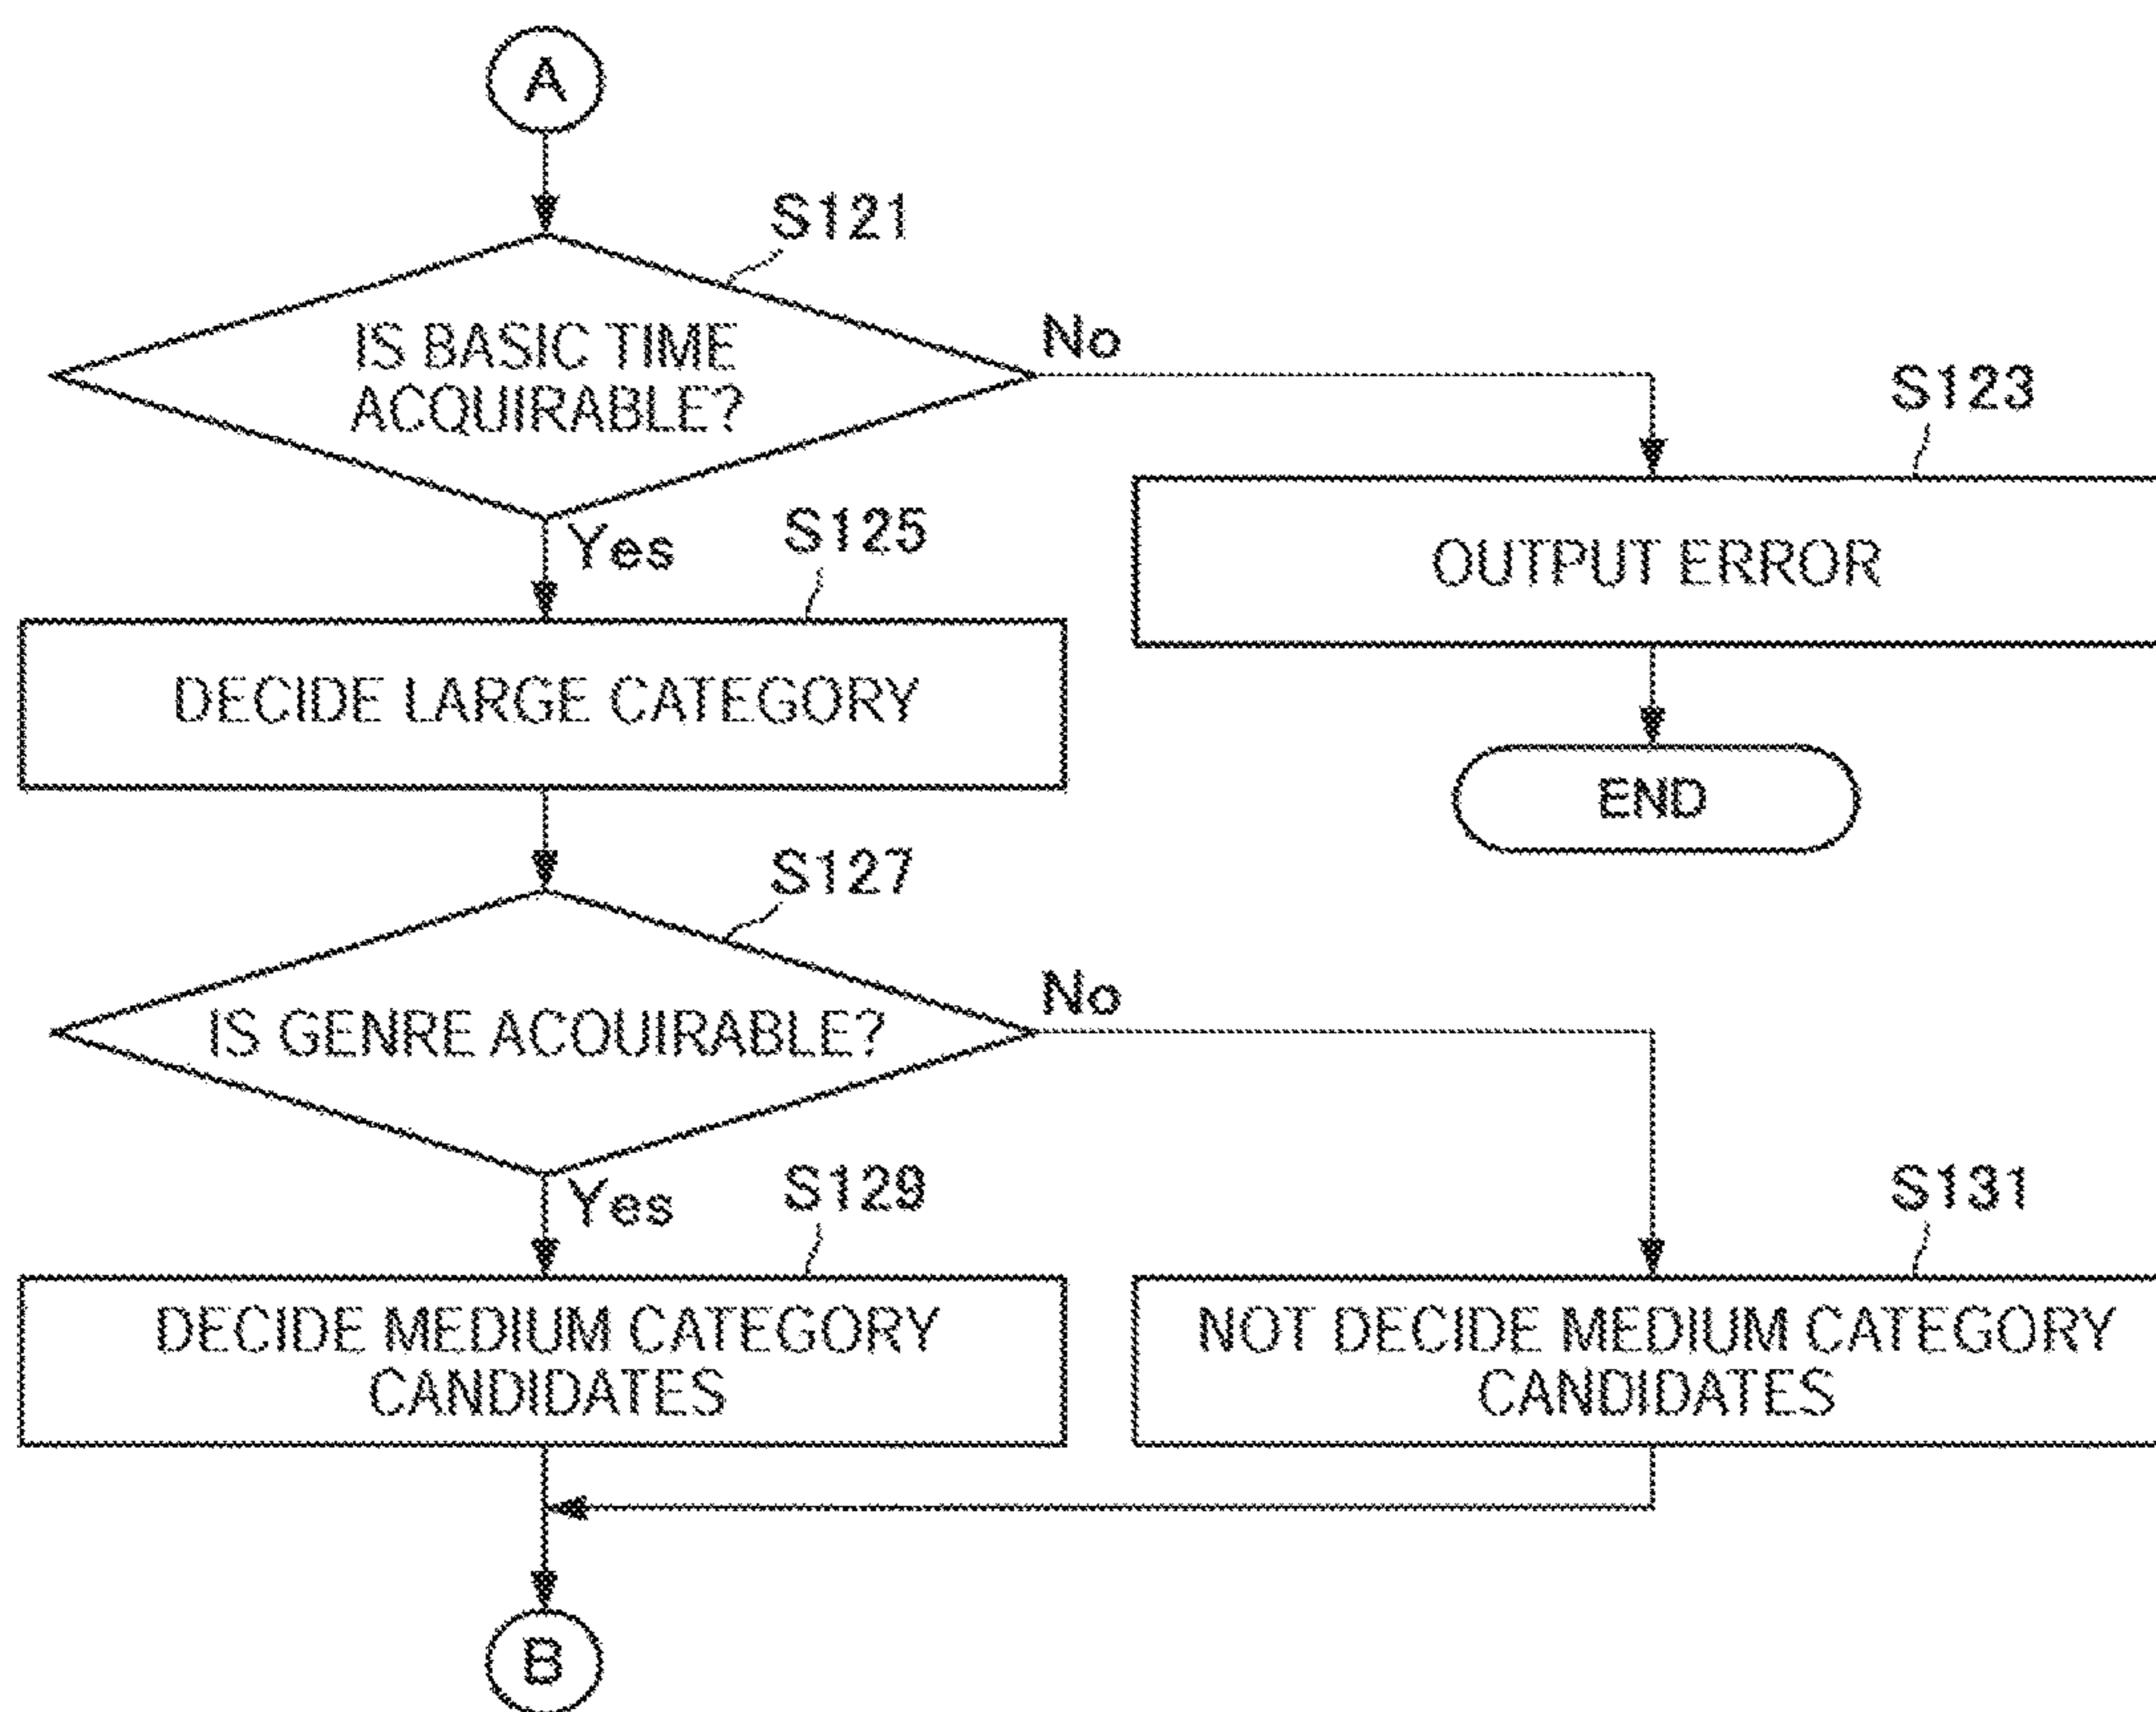 A
S121
IS BASIC TIME
ACQUIRABLE?
No
S123
OUTPUT ERROR
END
Yes
S125
DECIDE LARGE CATEGORY
S127
IS GENRE ACQUIRABLE?
No
Yes
S129
DECIDE MEDIUM CATEGORY
CANDIDATES
S131
NOT DECIDE MEDIUM CATEGORY
CANDIDATES
B